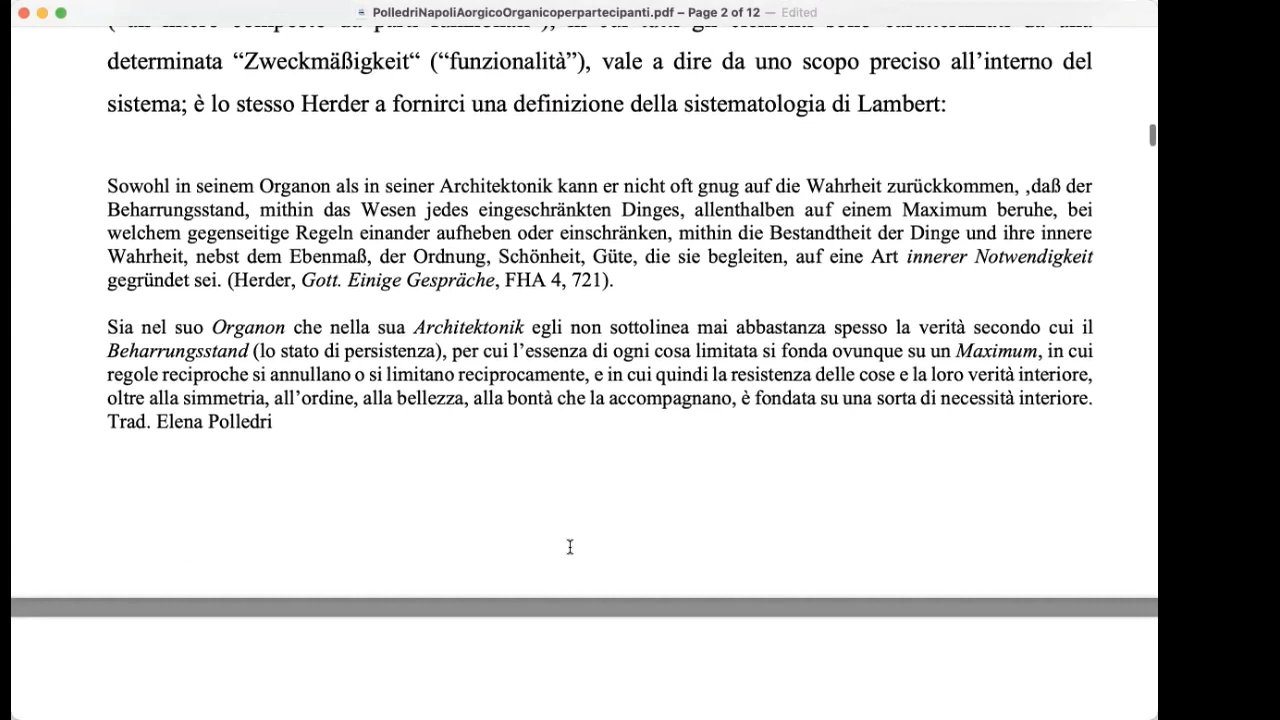 PolledriNapoliAorgicoOrganicoperpartecipanti.pdf – Page 2 of 12 — Edited
determinata “Zweckmäßigkeit“ (“funzionalità”), vale a dire da uno scopo preciso all’interno del
sistema; è lo stesso Herder a fornirci una definizione della sistematologia di Lambert:
Sowohl in seinem Organon als in seiner Architektonik kann er nicht oft gnug auf die Wahrheit zurückkommen, ‚daß der
Beharrungsstand, mithin das Wesen jedes eingeschränkten Dinges, allenthalben auf einem Maximum beruhe, bei
welchem gegenseitige Regeln einander aufheben oder einschränken, mithin die Bestandtheit der Dinge und ihre innere
Wahrheit, nebst dem Ebenmaß, der Ordnung, Schönheit, Güte, die sie begleiten, auf eine Art innerer Notwendigkeit
gegründet sei. (Herder, Gott. Einige Gespräche, FHA 4, 721).
Sia nel suo Organon che nella sua Architektonik egli non sottolinea mai abbastanza spesso la verità secondo cui il
Beharrungsstand (lo stato di persistenza), per cui l’essenza di ogni cosa limitata si fonda ovunque su un Maximum, in cui
regole reciproche si annullano o si limitano reciprocamente, e in cui quindi la resistenza delle cose e la loro verità interiore,
oltre alla simmetria, all’ordine, alla bellezza, alla bontà che la accompagnano, è fondata su una sorta di necessità interiore.
Trad. Elena Polledri